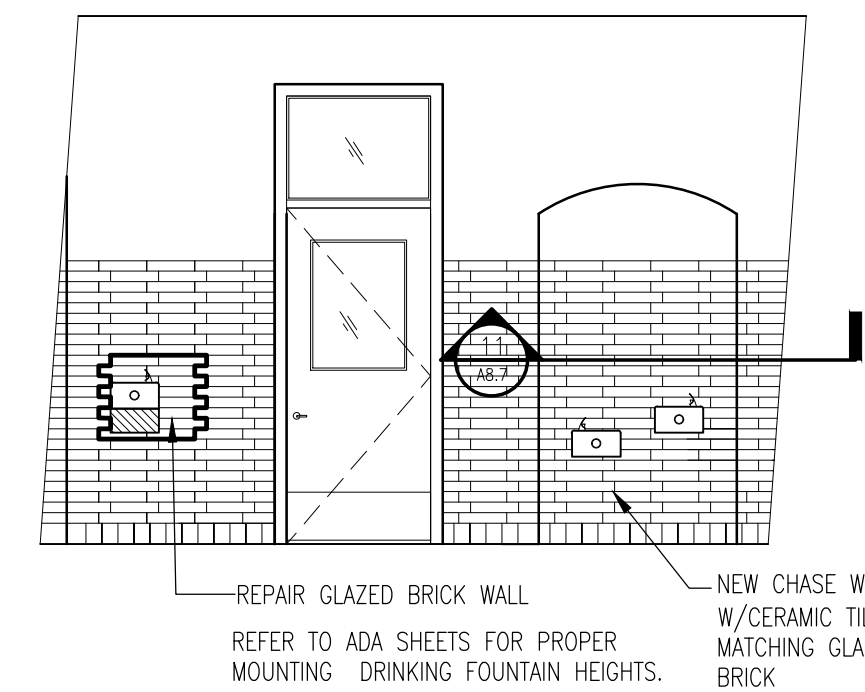 11
A8.7
REPAIR GLAZED BRICK WALL
REFER TO ADA SHEETS FOR PROPER
MOUNTING DRINKING FOUNTAIN HEIGHTS.
NEW CHASE W
W/CERAMIC TIL
MATCHING GLA
BRICK